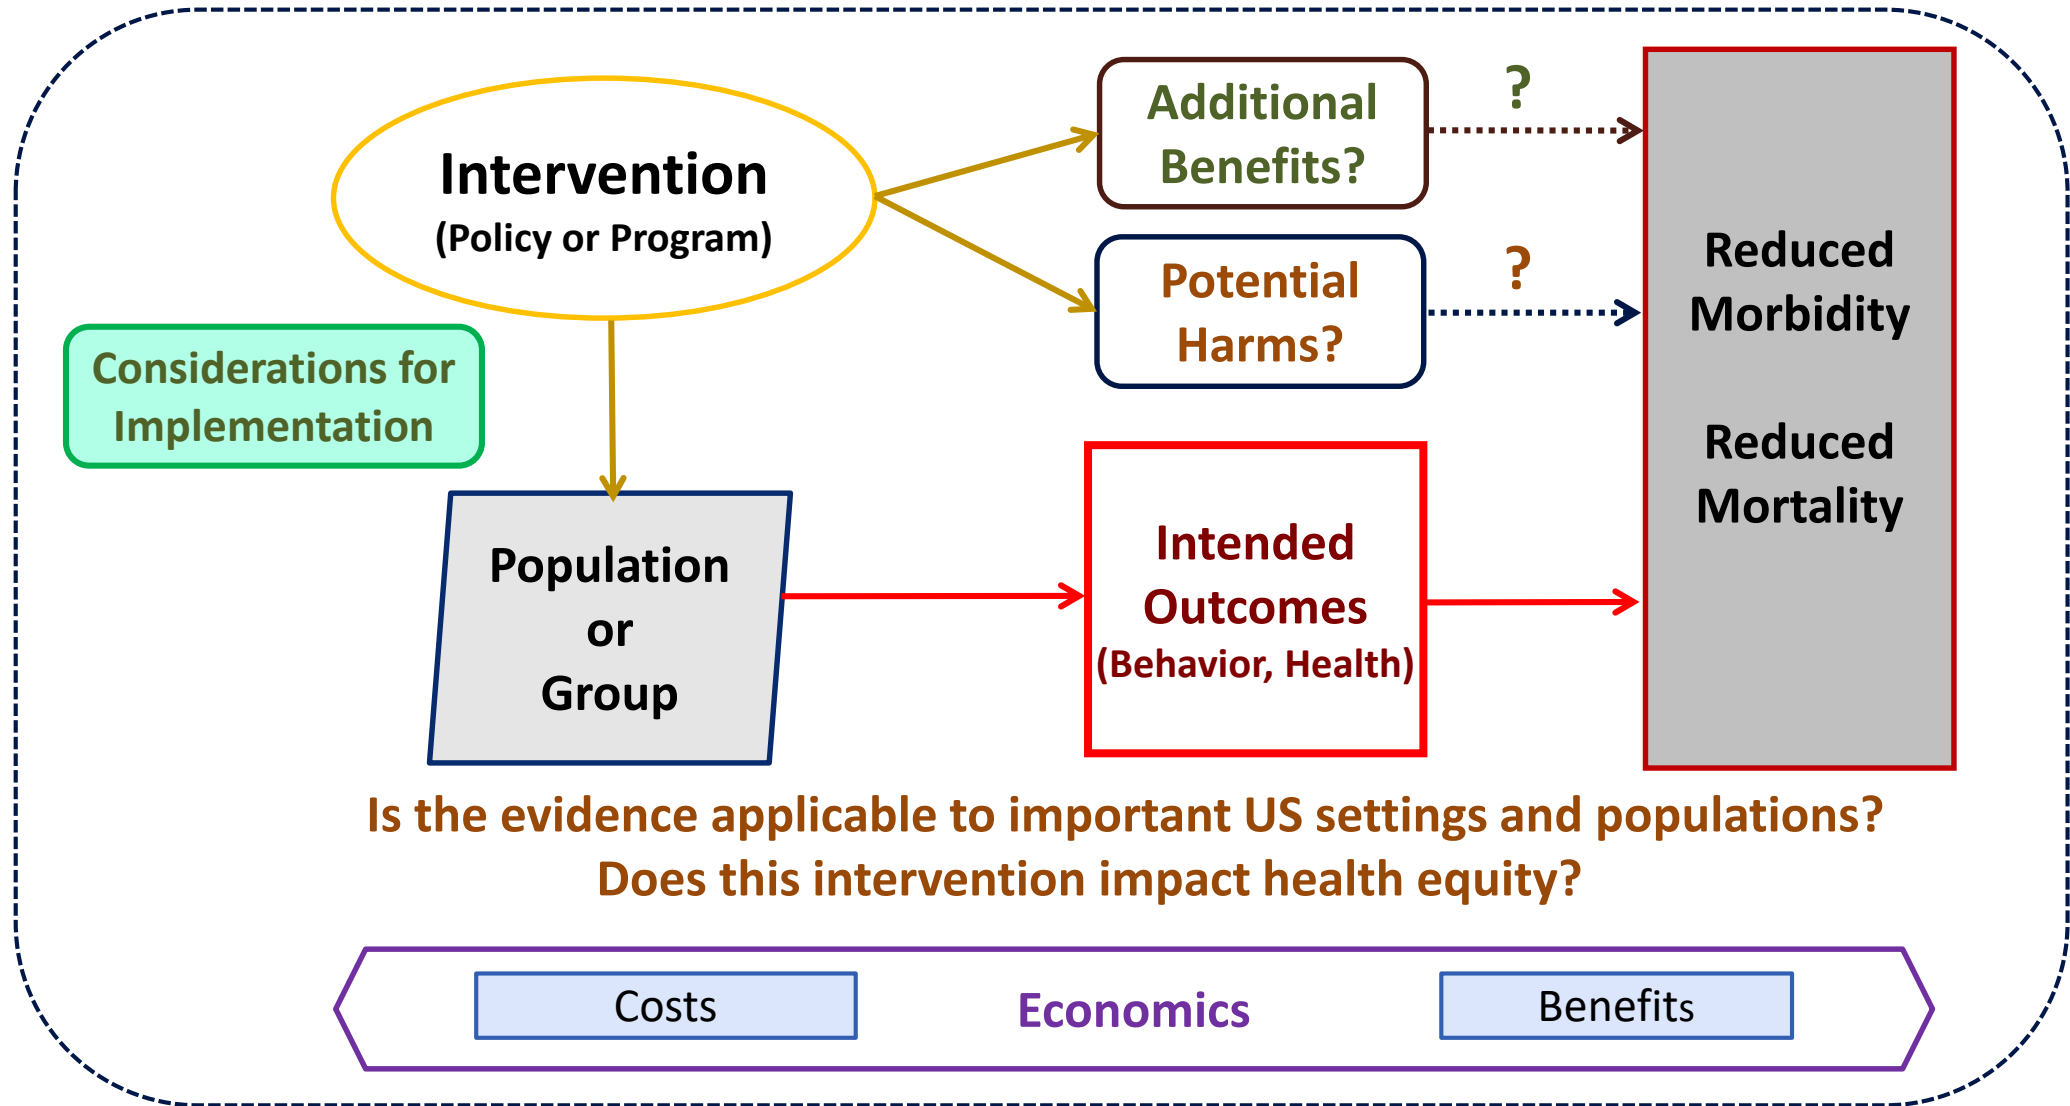 Intervention
(Policy or Program)
Additional
Benefits?
?
Potential
Harms?
?
Reduced
Morbidity
Reduced
Mortality
Considerations for
Implementation
Population
or
Group
Intended
Outcomes
(Behavior, Health)
Is the evidence applicable to important US settings and populations?
Does this intervention impact health equity?
Costs
Economics
Benefits